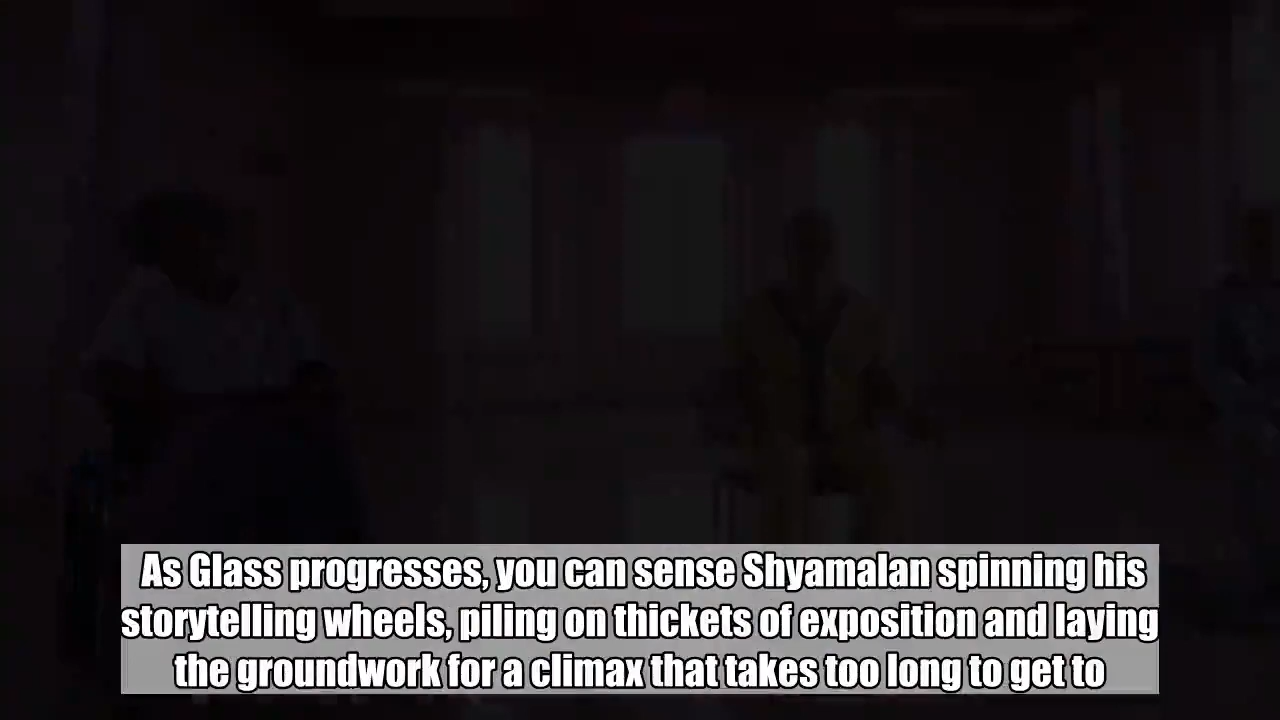 As Glass progresses, you can sense Shyamalan spinning his
storytelling wheels, piling on thickets of exposition and laying
the groundwork for a climax that takes too long to get to